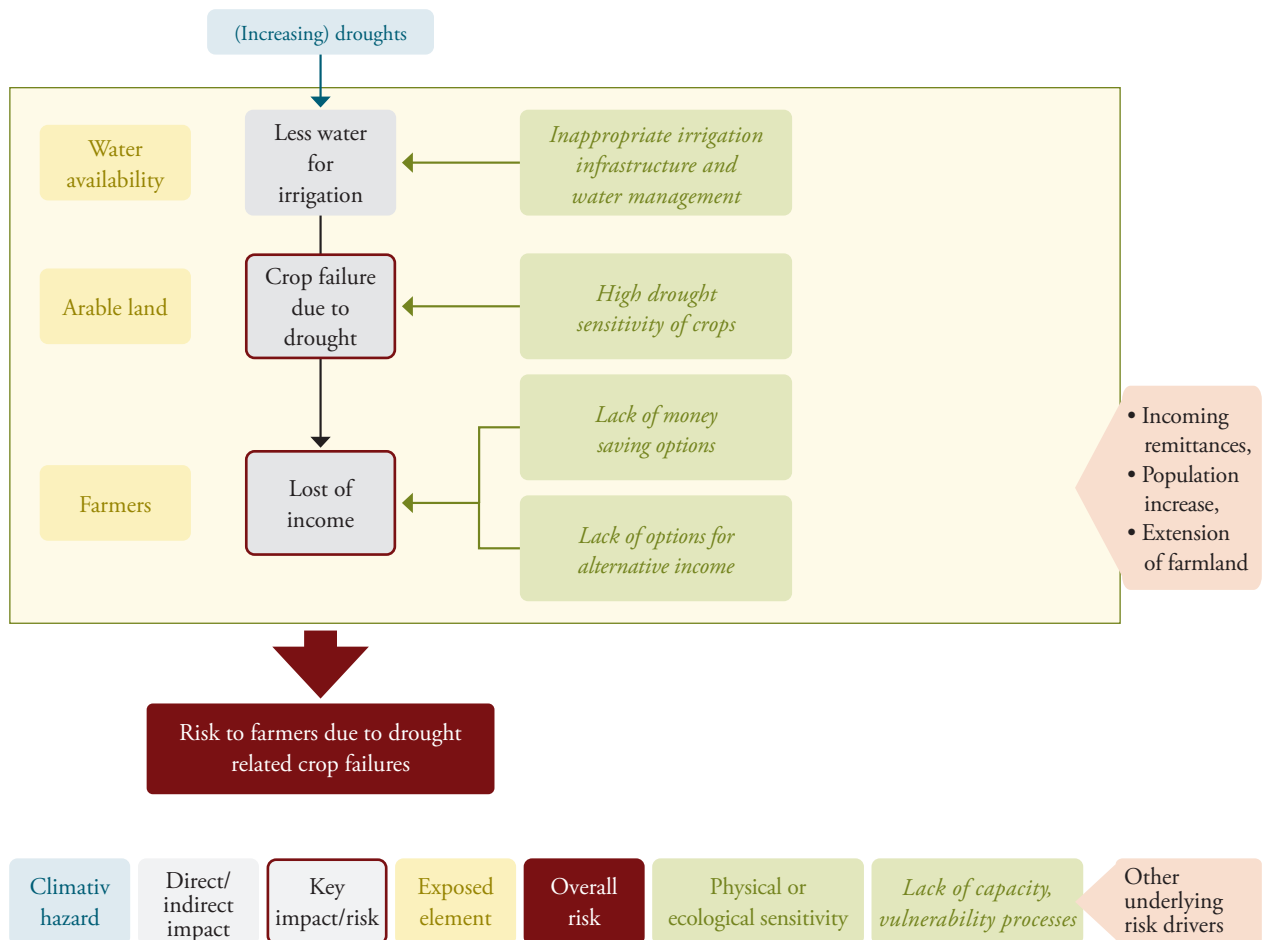 (Increasing) droughts
Water
availability
Less water
for
irrigation
Inappropriate irrigation
infrastructure and
water management
Arable land
Crop failure
due to
drought
High drought
sensitivity of crops
Farmers
Lost of
income
Lack of money
saving options
Lack of options for
alternative income
• Incoming
remittances,
• Population
increase,
• Extension
of farmland
Risk to farmers due to drought
related crop failures
Climativ
hazard
Direct/
indirect
impact
Key
impact/risk
Exposed
element
Overall
risk
Physical or
ecological sensitivity
Lack of capacity,
vulnerability processes
Other
underlying
risk drivers